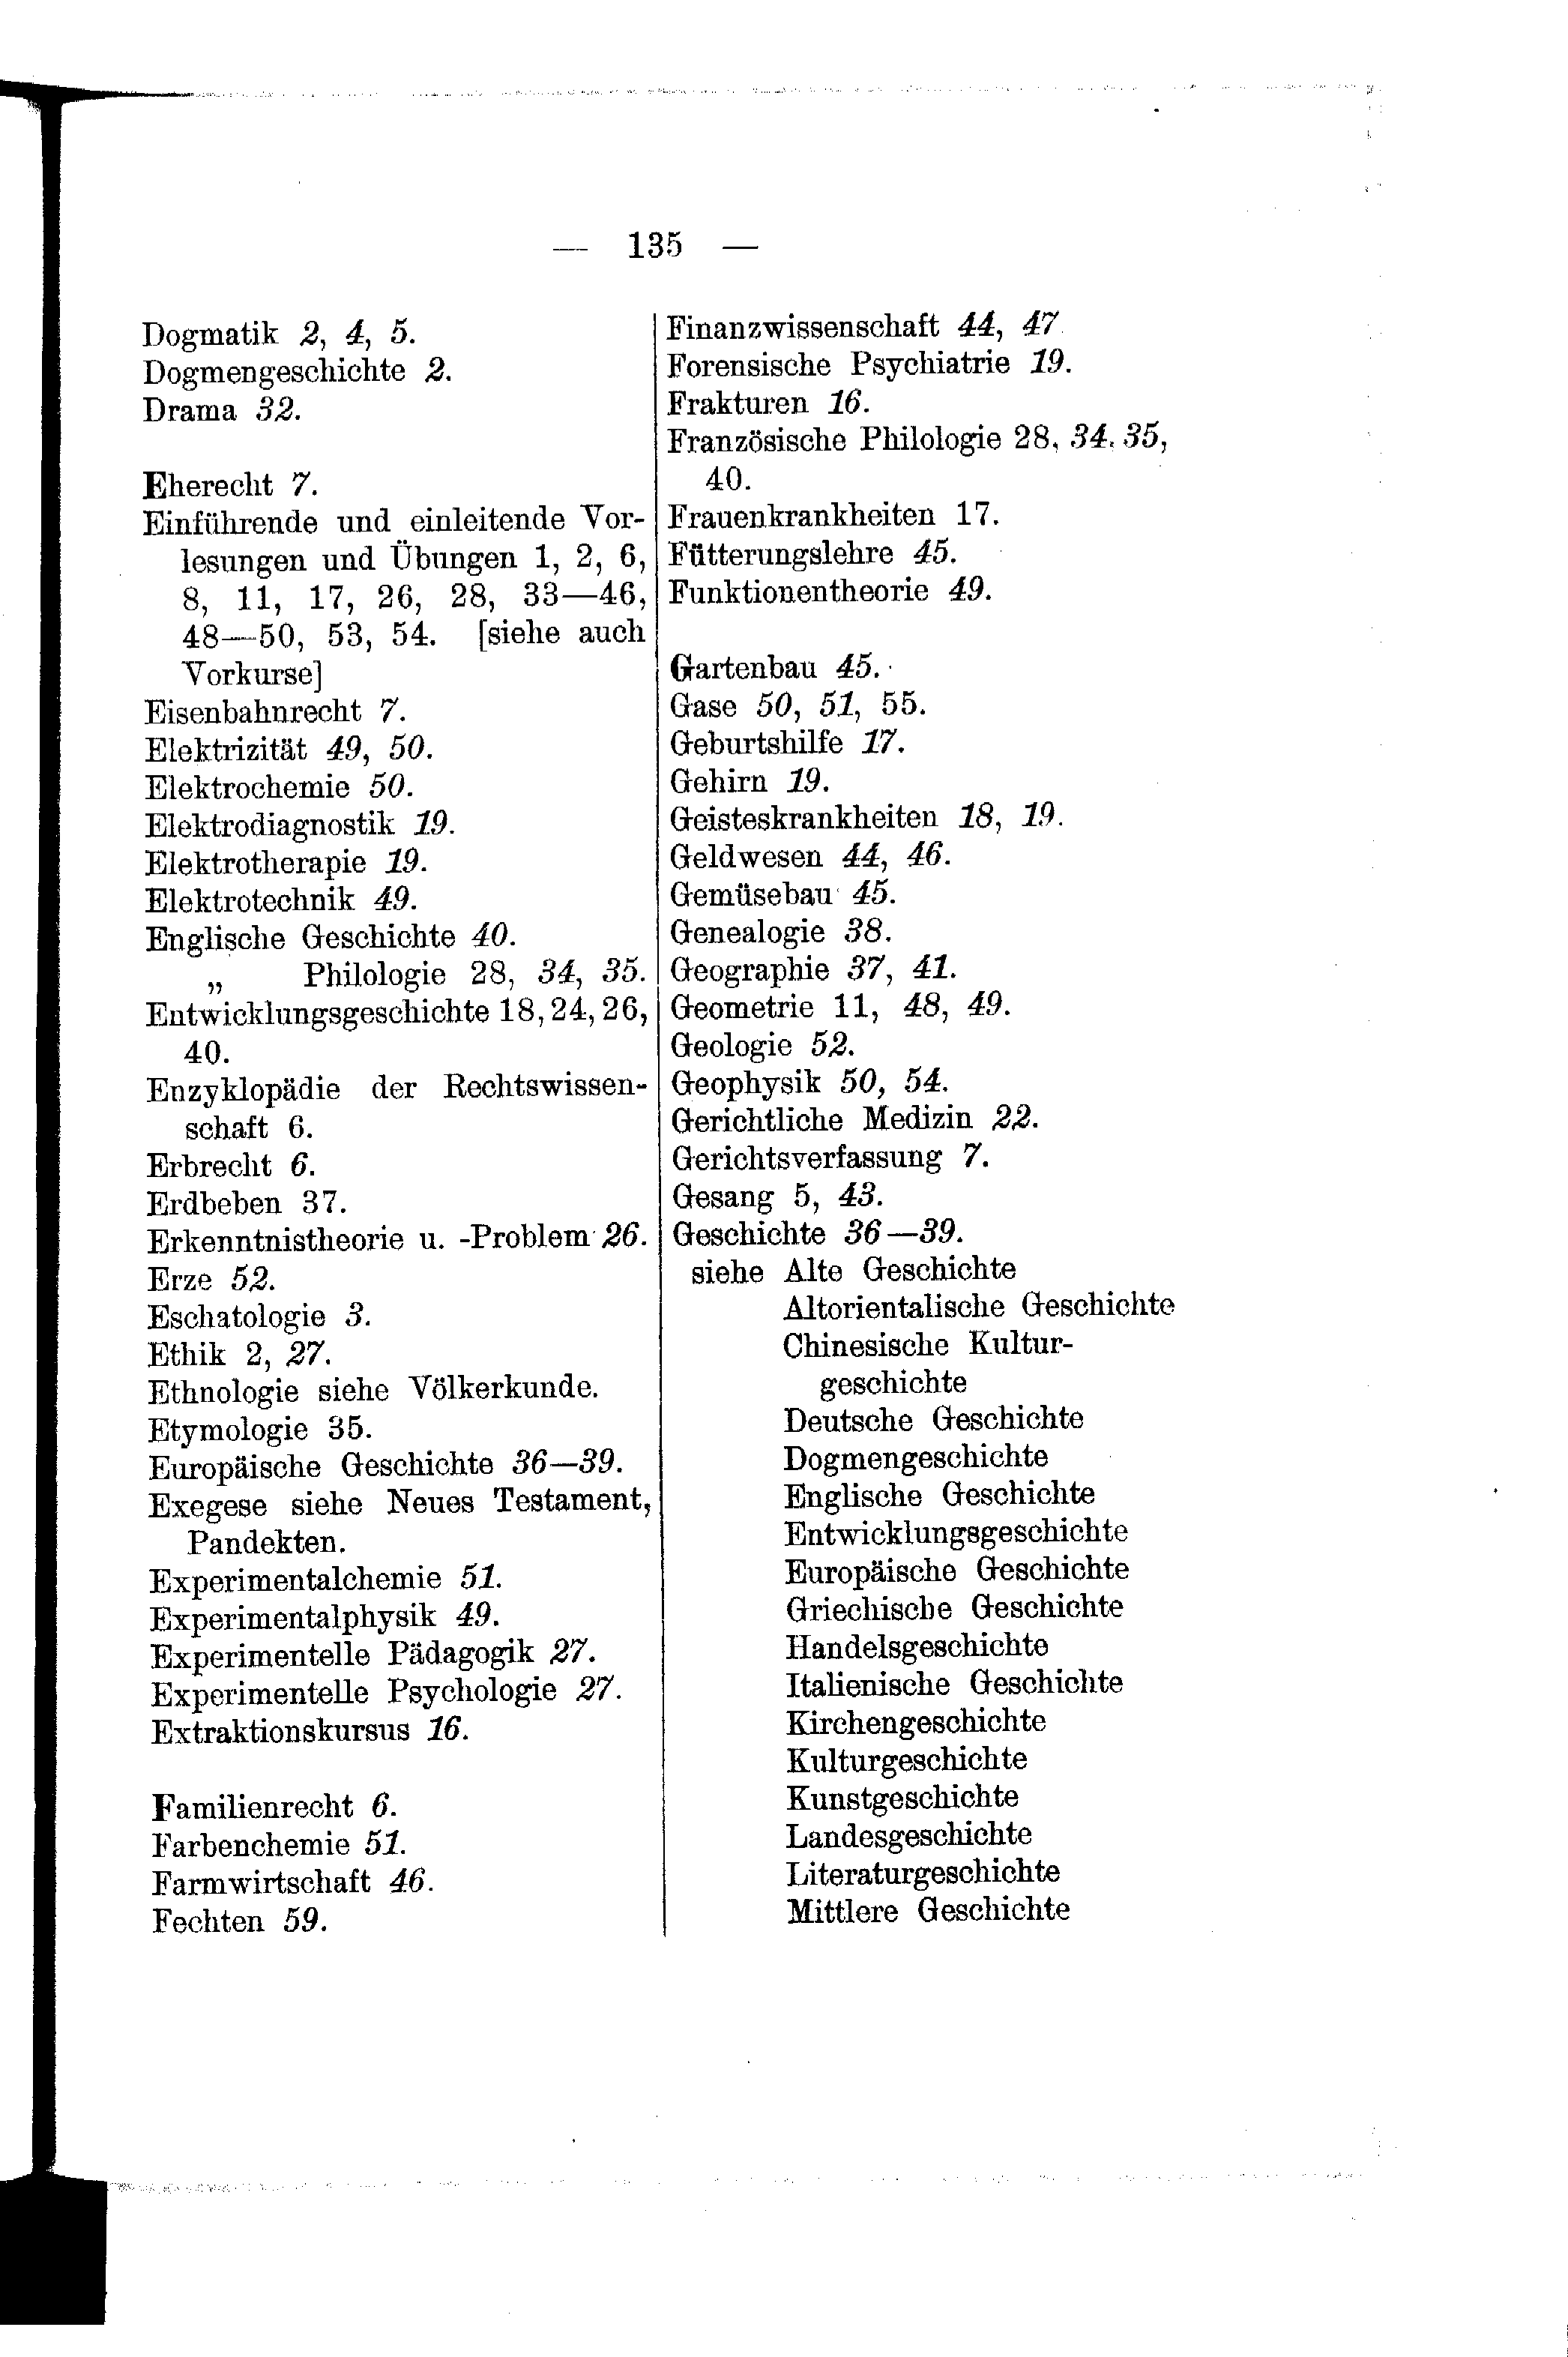 — 135 —
Dogmatik 2, 4, 5.
Dogmengeschichte 2.
Drama 32.
Eherecht 7.
Einführende und einleitende Vor-
lesungen und Übungen 1, 2, 6,
8, 11, 17, 26, 28, 33—46,
48—50, 53, 54. [siehe auch
Vorkurse]
Eisenbahnrecht 7.
Elektrizität 49, 50.
Elektrochemie 50.
Elektrodiagnostik 19.
Elektrotherapie 19.
Elektrotechnik 49.
Englische Geschichte 40.
„ Philologie 28, 34, 35.
Entwicklungsgeschichte 18, 24, 26,
40.
Enzyklopädie der Rechtswissen-
schaft 6.
Erbrecht 6.
Erdbeben 37.
Erkenntnistheorie u. -Problem 26.
Erze 52.
Eschatologie 3.
Ethik 2, 27.
Ethnologie siehe Völkerkunde.
Etymologie 35.
Europäische Geschichte 36—39.
Exegese siehe Neues Testament,
Pandekten.
Experimentalchemie 51.
Experimentalphysik 49.
Experimentelle Pädagogik 27.
Experimentelle Psychologie 27.
Extraktionskursus 16.
Familienrecht 6.
Farbenchemie 51.
Farmwirtschaft 46.
Fechten 59.
Finanzwissenschaft 44, 47
Forensische Psychiatrie 19.
Frakturen 16.
Französische Philologie 28, 34, 35,
40.
Frauenkrankheiten 17.
Fütterungslehre 45.
Funktionentheorie 49.
Gartenbau 45.
Gase 50, 51, 55.
Geburtshilfe 17.
Gehirn 19.
Geisteskrankheiten 18, 19.
Geldwesen 44, 46.
Gemüsebau 45.
Genealogie 38.
Geographie 37, 41.
Geometrie 11, 48, 49.
Geologie 52.
Geophysik 50, 54.
Gerichtliche Medizin 22.
Gerichtsverfassung 7.
Gesang 5, 43.
Geschichte 36—39.
siehe Alte Geschichte
Altorientalische Geschichte
Chinesische Kultur-
geschichte
Deutsche Geschichte
Dogmengeschichte
Englische Geschichte
Entwicklungsgeschichte
Europäische Geschichte
Griechische Geschichte
Handelsgeschichte
Italienische Geschichte
Kirchengeschichte
Kulturgeschichte
Kunstgeschichte
Landesgeschichte
Literaturgeschichte
Mittlere Geschichte